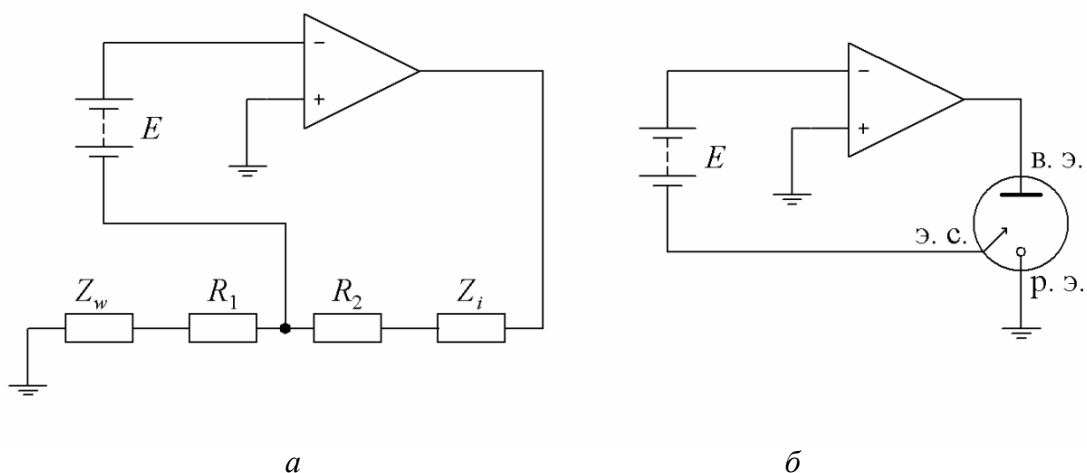 −
+
E
Z_w
R_1
R_2
Z_i
а
−
+
E
в. э.
э. с.
р. э.
б